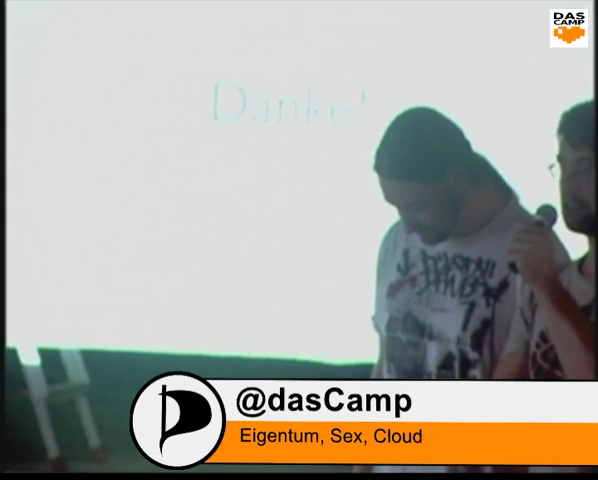 DAS
CAMP
Danke!
@dasCamp
Eigentum, Sex, Cloud